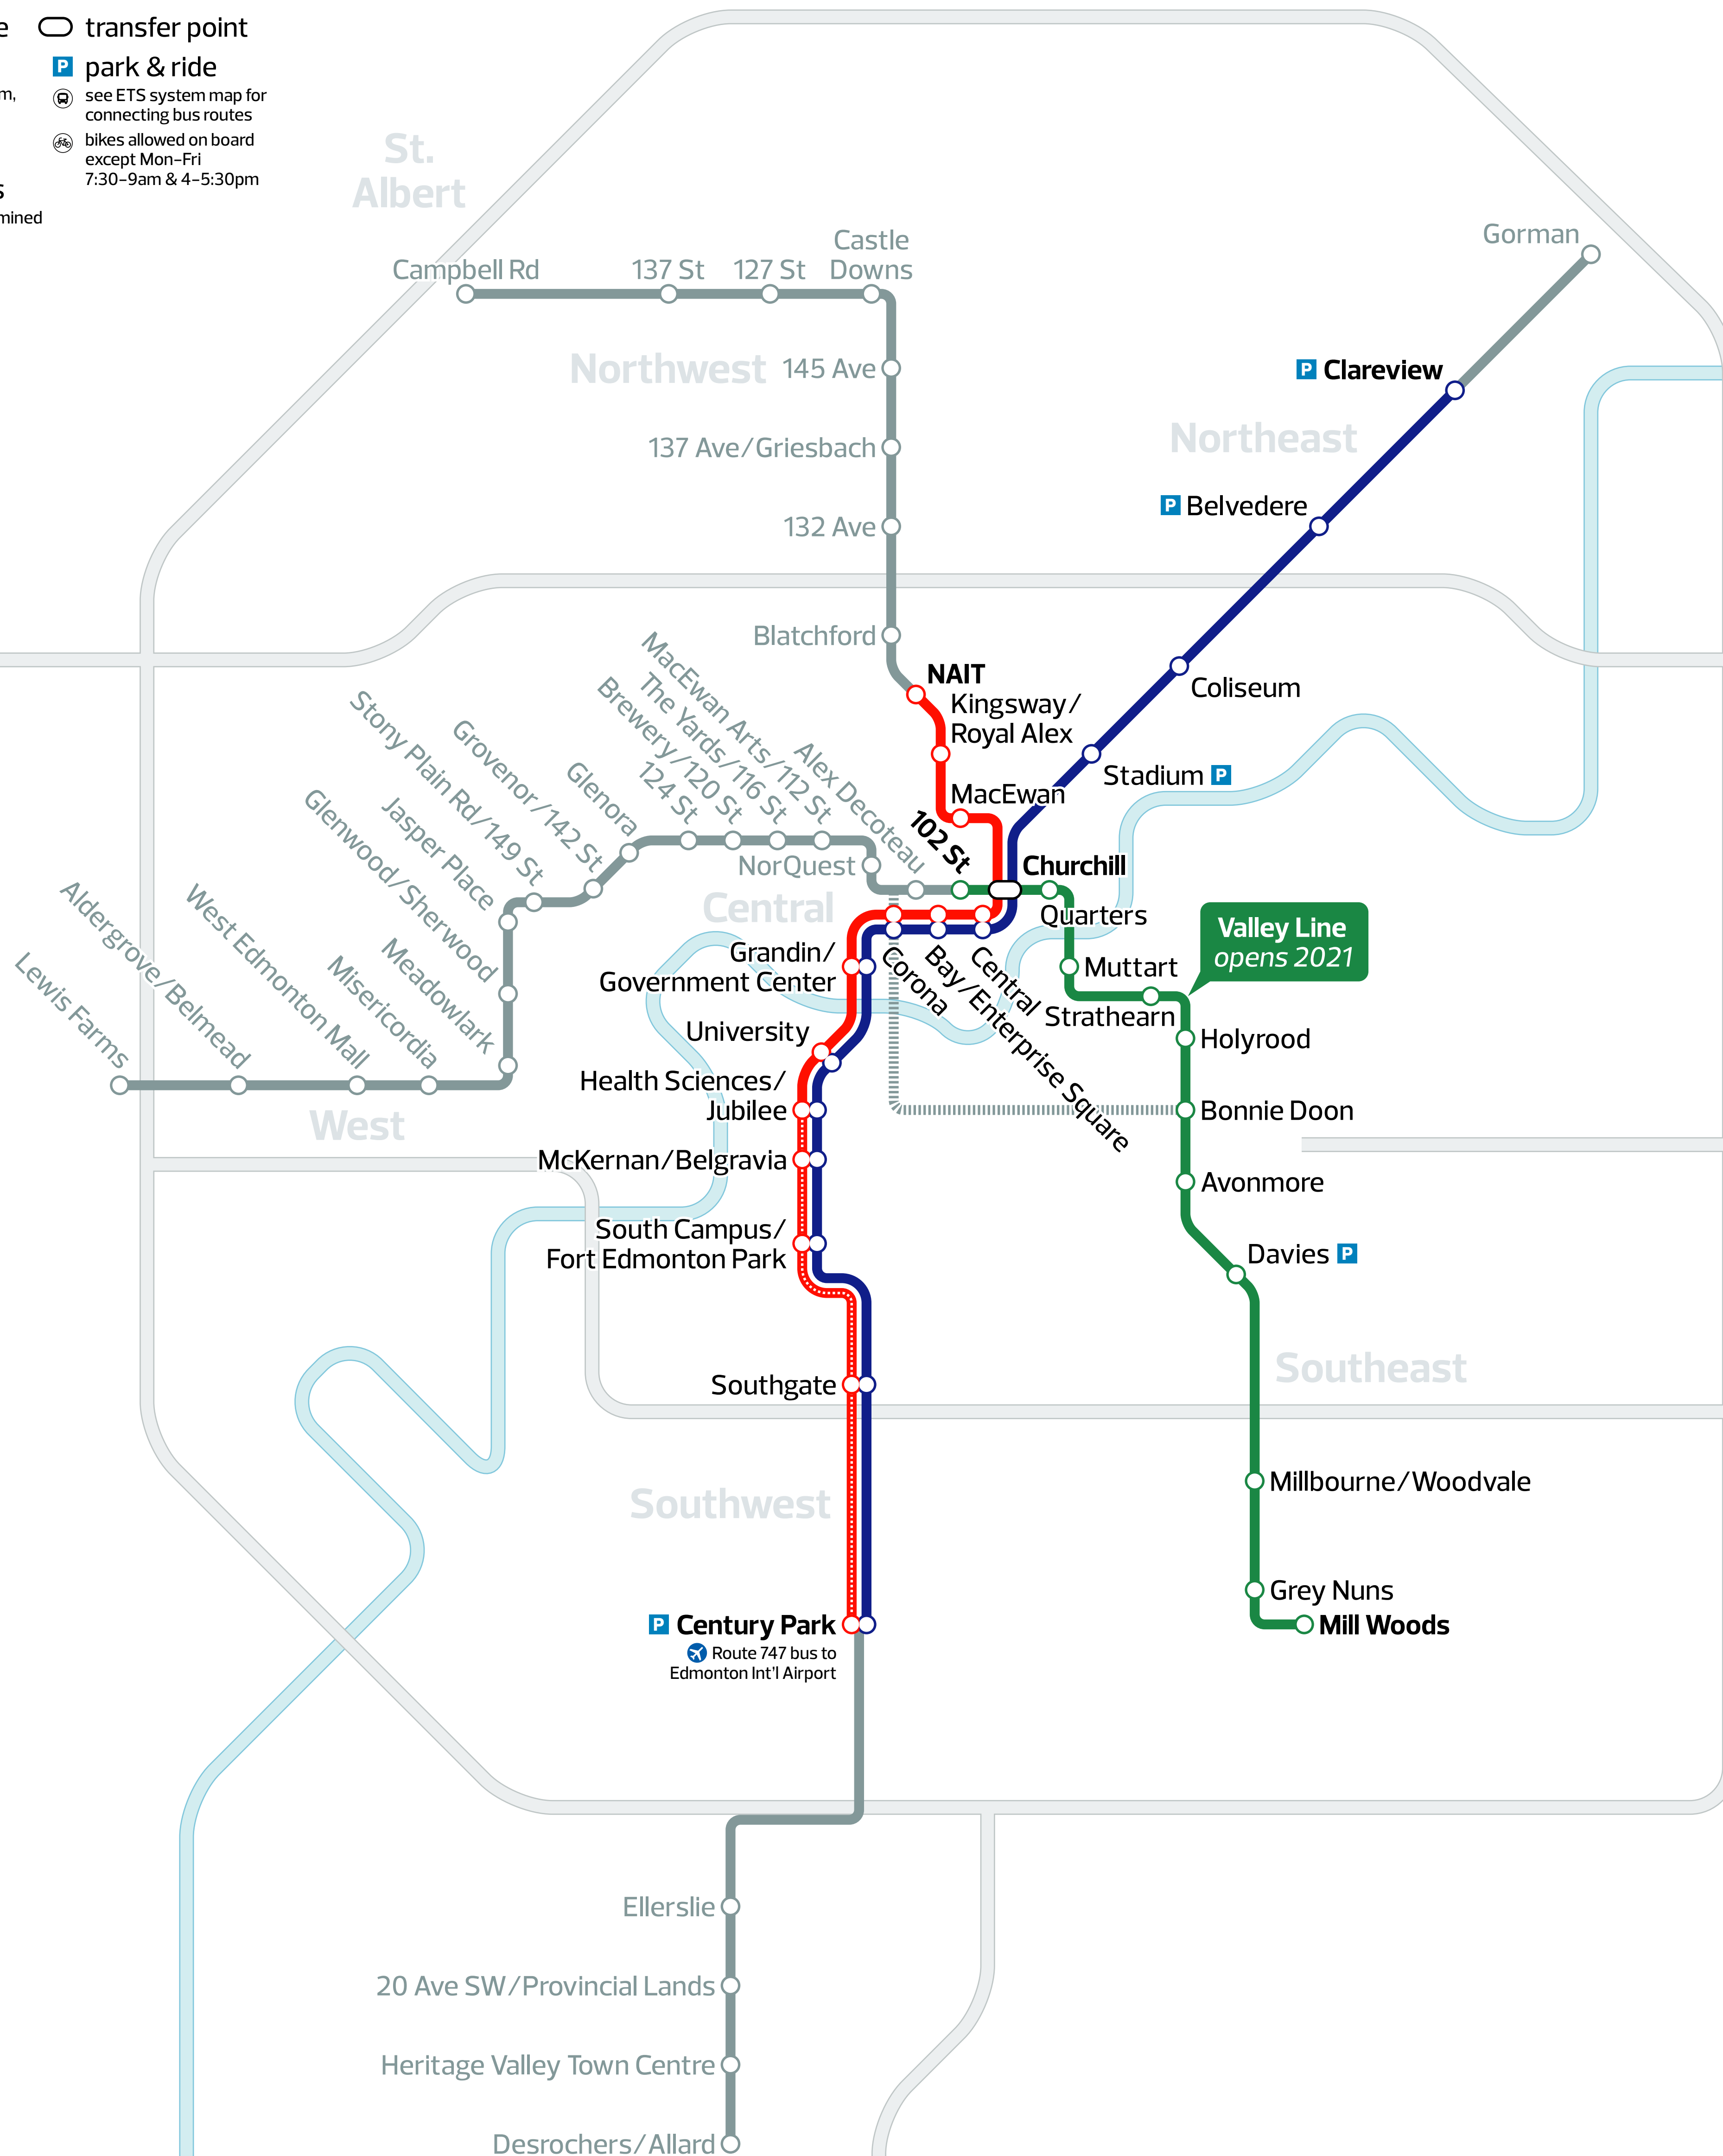 e
transfer point
P park & ride
m,
see ETS system map for
connecting bus routes
bikes allowed on board
except Mon–Fri
7:30–9am & 4–5:30pm
s
mined
St.
Albert
Campbell Rd
137 St
127 St
Castle
Downs
Gorman
Northwest
145 Ave
P Clareview
Northeast
137 Ave/Griesbach
P Belvedere
132 Ave
Blatchford
NAIT
Kingsway/
Royal Alex
Coliseum
Stadium P
MacEwan
102 St
Churchill
Quarters
MacEwan Arts/112 St
The Yards/116 St
Brewery/120 St
124 St
Alex Decoteau
NorQuest
Glenora
Grovenor/142 St
Stony Plain Rd/149 St
Jasper Place
Glenwood/Sherwood
Meadowlark
Misericordia
West Edmonton Mall
Aldergrove/Belmead
Lewis Farms
West
Central
Valley Line
opens 2021
Grandin/
Government Center
Corona
Bay/Enterprise Square
Central
Muttart
Strathearn
University
Holyrood
Health Sciences/
Jubilee
Bonnie Doon
McKernan/Belgravia
Avonmore
South Campus/
Fort Edmonton Park
Davies P
Southgate
Southeast
Millbourne/Woodvale
Southwest
Grey Nuns
Mill Woods
P Century Park
Route 747 bus to
Edmonton Int'l Airport
Ellerslie
20 Ave SW/Provincial Lands
Heritage Valley Town Centre
Desrochers/Allard